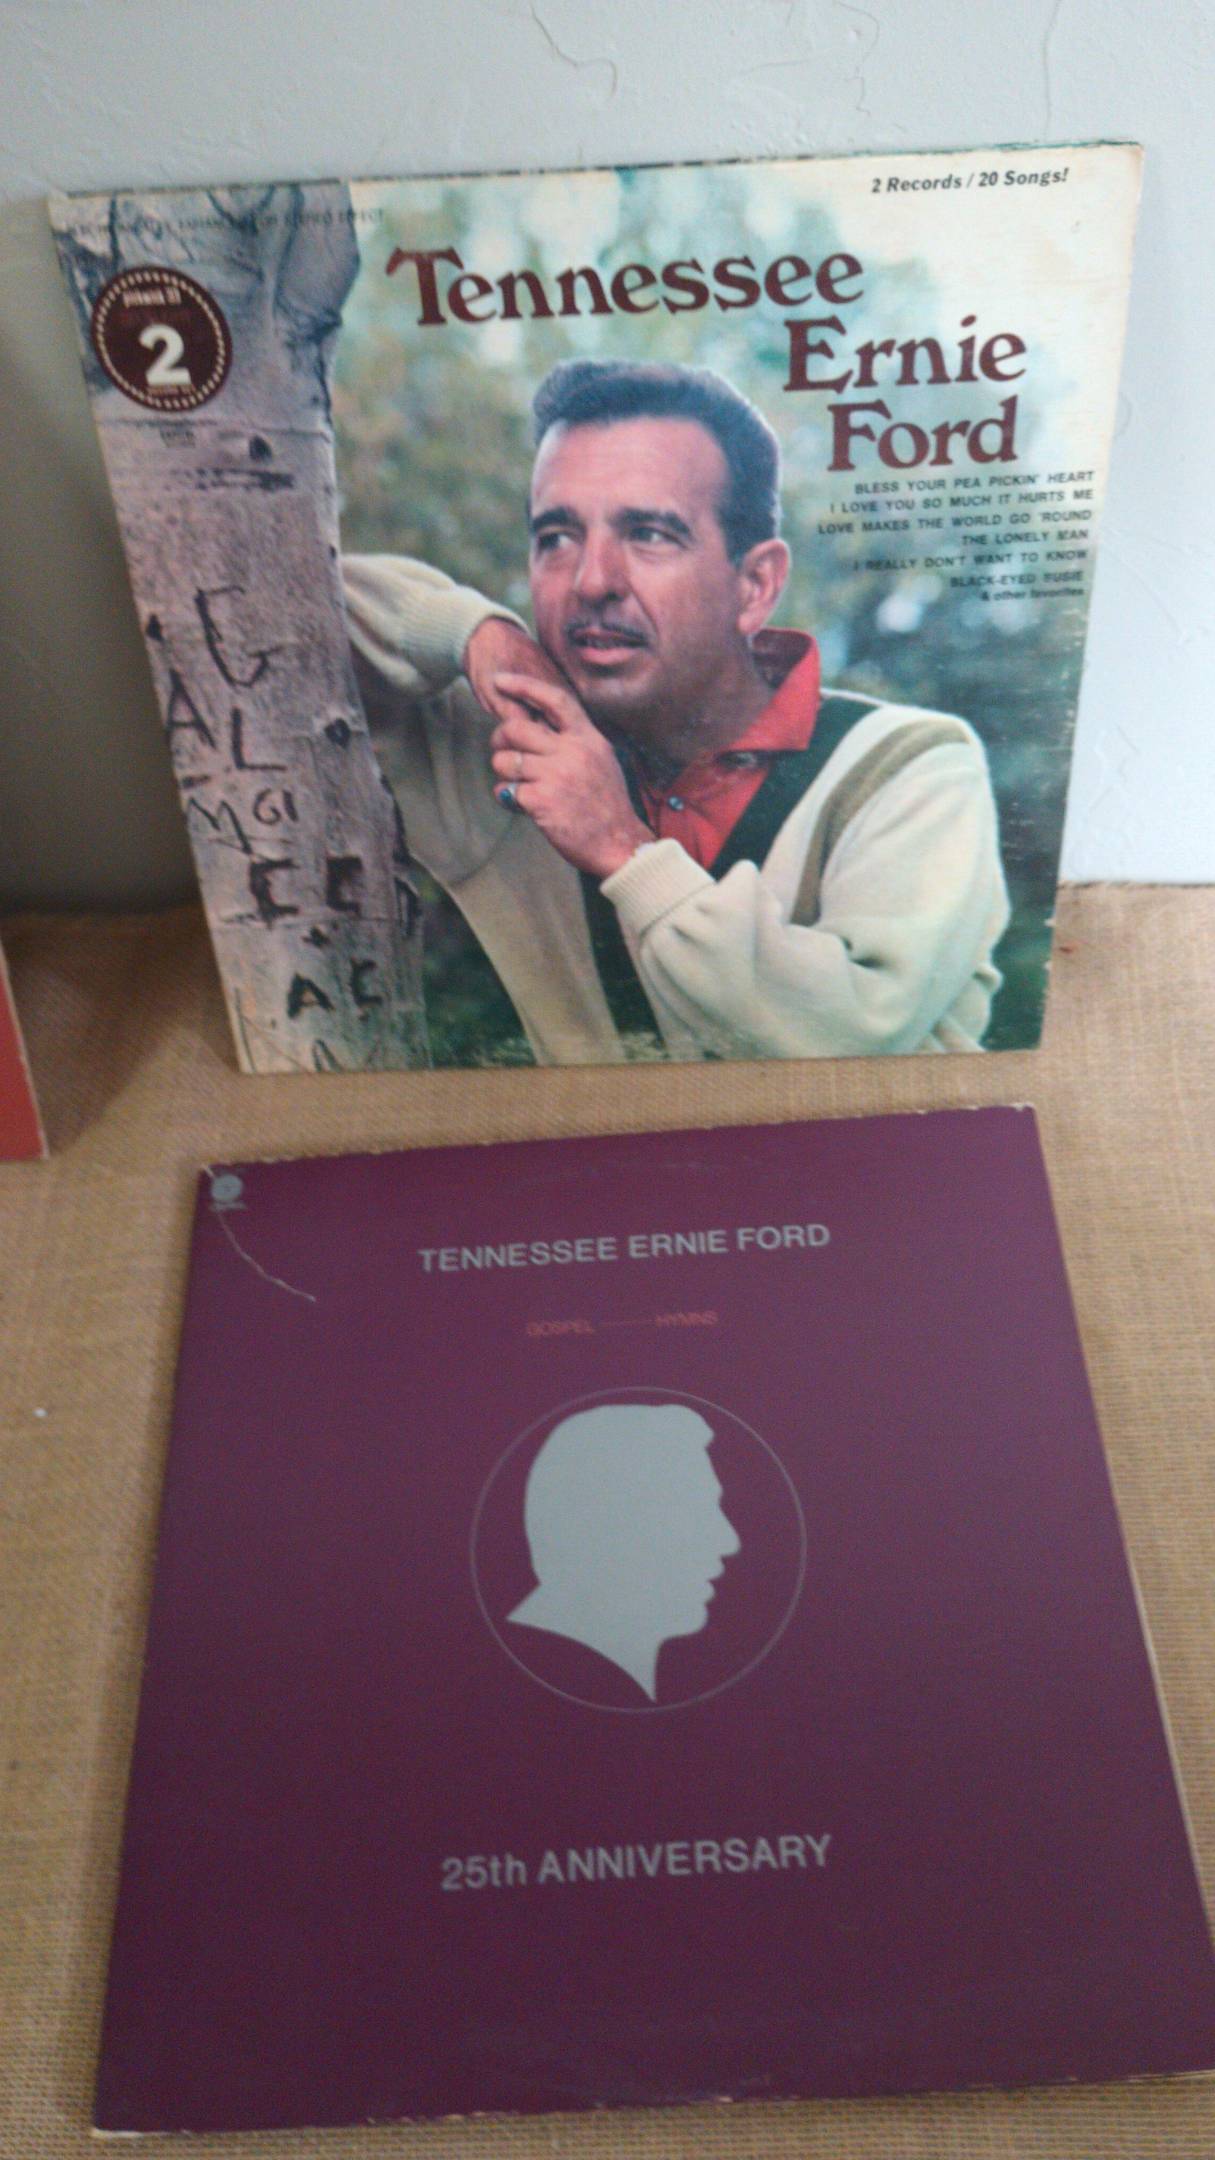 2 Records / 20 Songs!
Tennessee
Ernie
Ford
2
BLESS YOUR PEA PICKIN' HEART
I LOVE YOU SO MUCH IT HURTS ME
LOVE MAKES THE WORLD GO 'ROUND
THE LONELY MAN
I REALLY DON'T WANT TO KNOW
BLACK-EYED SUSIE
& other favorites
TENNESSEE ERNIE FORD
GOSPEL HYMNS
25th ANNIVERSARY